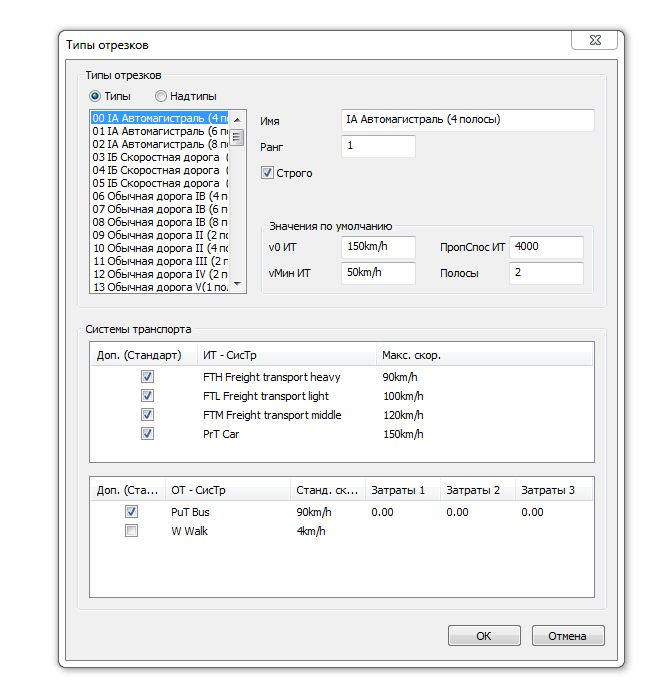 Типы отрезков
Типы отрезков
Типы Надтипы
00 IA Автомагистраль (4 п
01 IA Автомагистраль (6 п
02 IA Автомагистраль (8 п
03 IБ Скоростная дорога (
04 IБ Скоростная дорога (
05 IБ Скоростная дорога (
06 Обычная дорога IB (4 п
07 Обычная дорога IB (6 п
08 Обычная дорога IB (8 п
09 Обычная дорога II (2 по
10 Обычная дорога II (4 по
11 Обычная дорога III (2 п
12 Обычная дорога IV (2 п
13 Обычная дорога V(1 пол
Имя IA Автомагистраль (4 полосы)
Ранг 1
Строго
Значения по умолчанию
v0 ИТ 150km/h ПропСпос ИТ 4000
vМин ИТ 50km/h Полосы 2
Системы транспорта
Доп. (Стандарт) ИТ - СисТр Макс. скор.
FTH Freight transport heavy 90km/h
FTL Freight transport light 100km/h
FTM Freight transport middle 120km/h
PrT Car 150km/h
Доп. (Ста... ОТ - СисТр Станд. ск... Затраты 1 Затраты 2 Затраты 3
PuT Bus 90km/h 0.00 0.00 0.00
W Walk 4km/h
OK Отмена